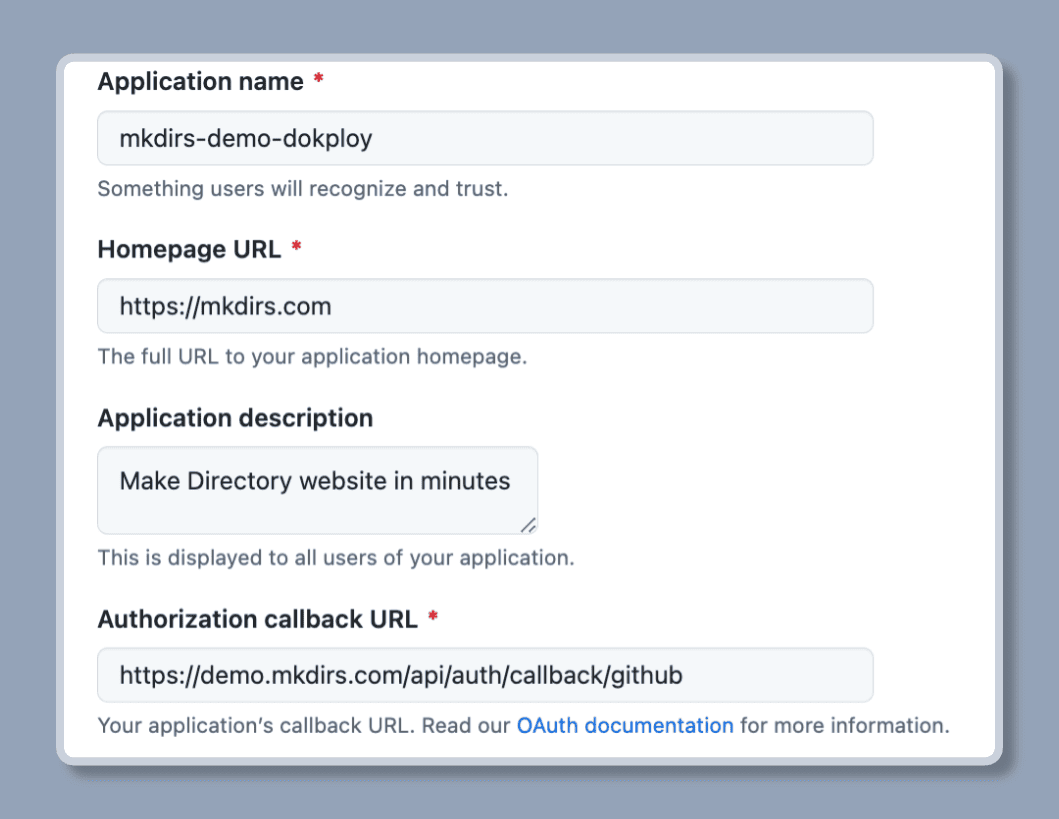 Application name *
mkdirs-demo-dokploy
Something users will recognize and trust.
Homepage URL *
https://mkdirs.com
The full URL to your application homepage.
Application description
Make Directory website in minutes
This is displayed to all users of your application.
Authorization callback URL *
https://demo.mkdirs.com/api/auth/callback/github
Your application’s callback URL. Read our OAuth documentation for more information.